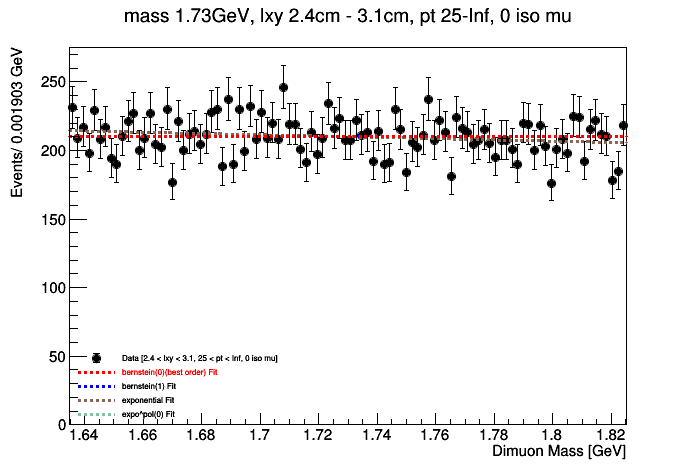 mass 1.73GeV, lxy 2.4cm - 3.1cm, pt 25-Inf, 0 iso mu
Events/ 0.001903 GeV
250
200
150
100
50
0
Data [2.4 < lxy < 3.1, 25 < pt < Inf, 0 iso mu]
bernstein(0)(best order) Fit
bernstein(1) Fit
exponential Fit
expo*pol(0) Fit
1.64 1.66 1.68 1.7 1.72 1.74 1.76 1.78 1.8 1.82
Dimuon Mass [GeV]